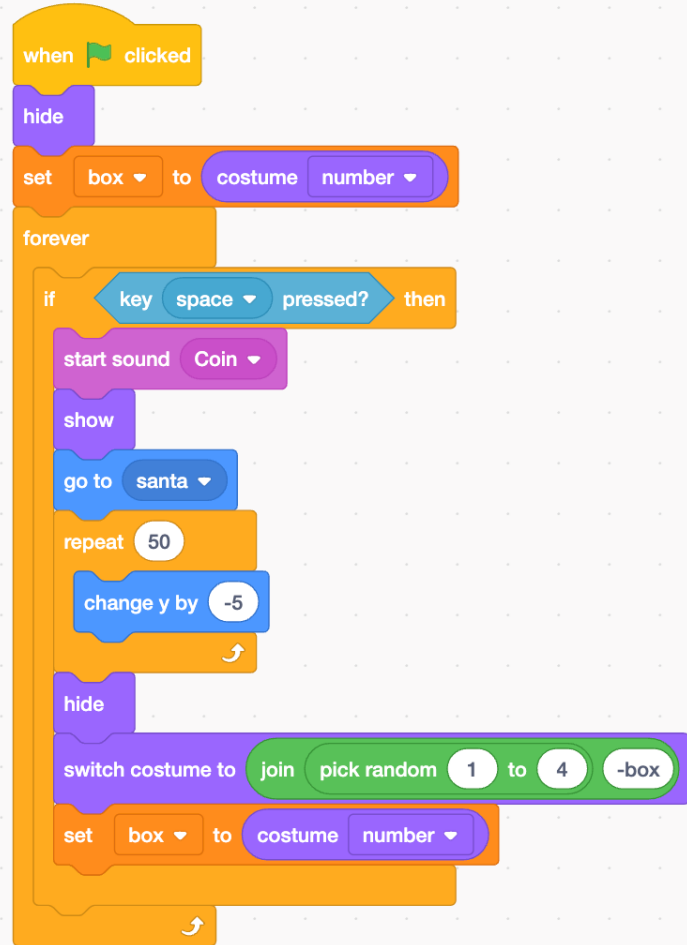 when clicked
hide
set box to costume number
forever
if key space pressed? then
start sound Coin
show
go to santa
repeat 50
change y by -5
hide
switch costume to join pick random 1 to 4 -box
set box to costume number